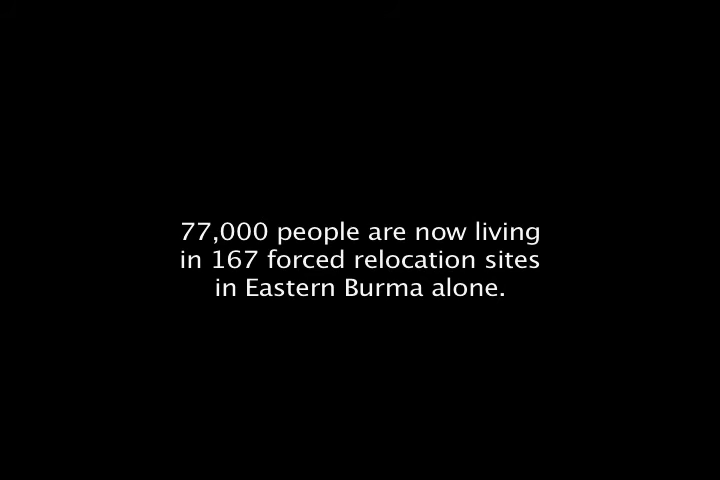 77,000 people are now living
in 167 forced relocation sites
in Eastern Burma alone.